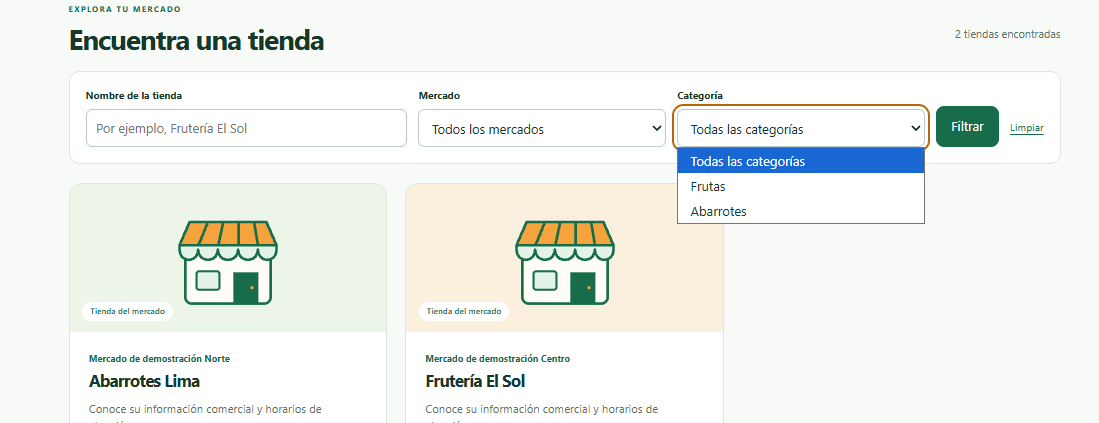 EXPLORA TU MERCADO
Encuentra una tienda
2 tiendas encontradas
Nombre de la tienda
Por ejemplo, Frutería El Sol
Mercado
Todos los mercados
Categoría
Todas las categorías
Todas las categorías
Frutas
Abarrotes
Filtrar
Limpiar
Tienda del mercado
Mercado de demostración Norte
Abarrotes Lima
Conoce su información comercial y horarios de
Tienda del mercado
Mercado de demostración Centro
Frutería El Sol
Conoce su información comercial y horarios de